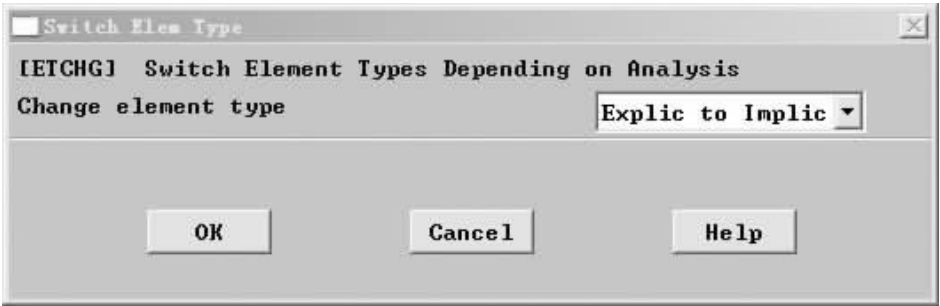 Switch Elem Type
[ETCHG] Switch Element Types Depending on Analysis
Change element type
Explic to Implic
OK
Cancel
Help